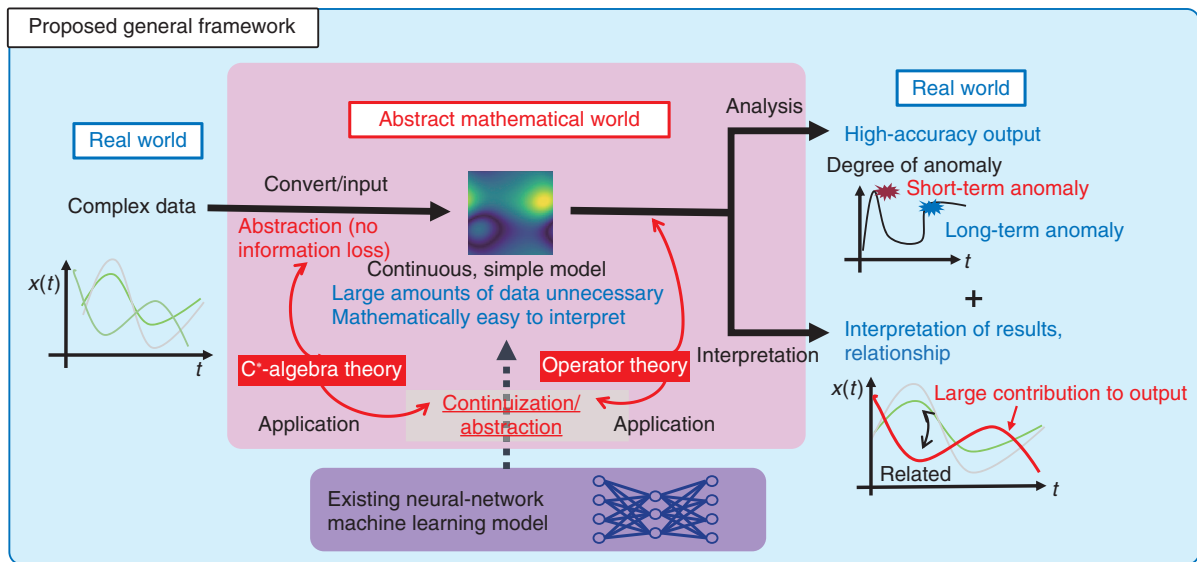 Proposed general framework
Real world
Complex data
x(t)
t
Abstract mathematical world
Convert/input
Abstraction (no
information loss)
Continuous, simple model
Large amounts of data unnecessary
Mathematically easy to interpret
C*-algebra theory
Operator theory
Application
Continuization/
abstraction
Application
Existing neural-network
machine learning model
Analysis
Interpretation
Real world
High-accuracy output
Degree of anomaly
Short-term anomaly
Long-term anomaly
t
+
Interpretation of results,
relationship
x(t)
Large contribution to output
Related
t